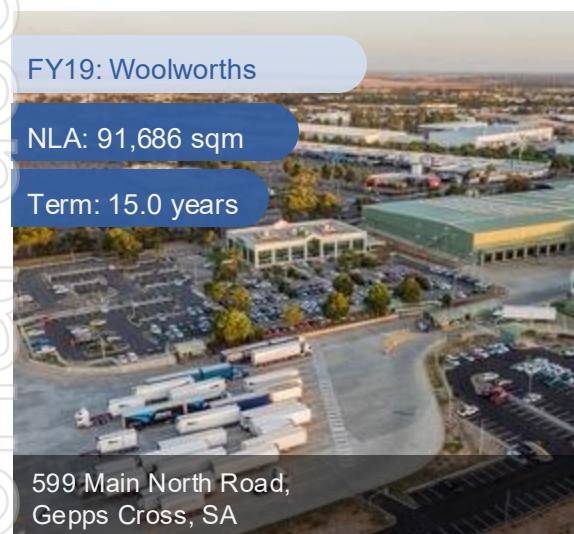 FY19: Woolworths
NLA: 91,686 sqm
Term: 15.0 years
599 Main North Road,
Gepps Cross, SA